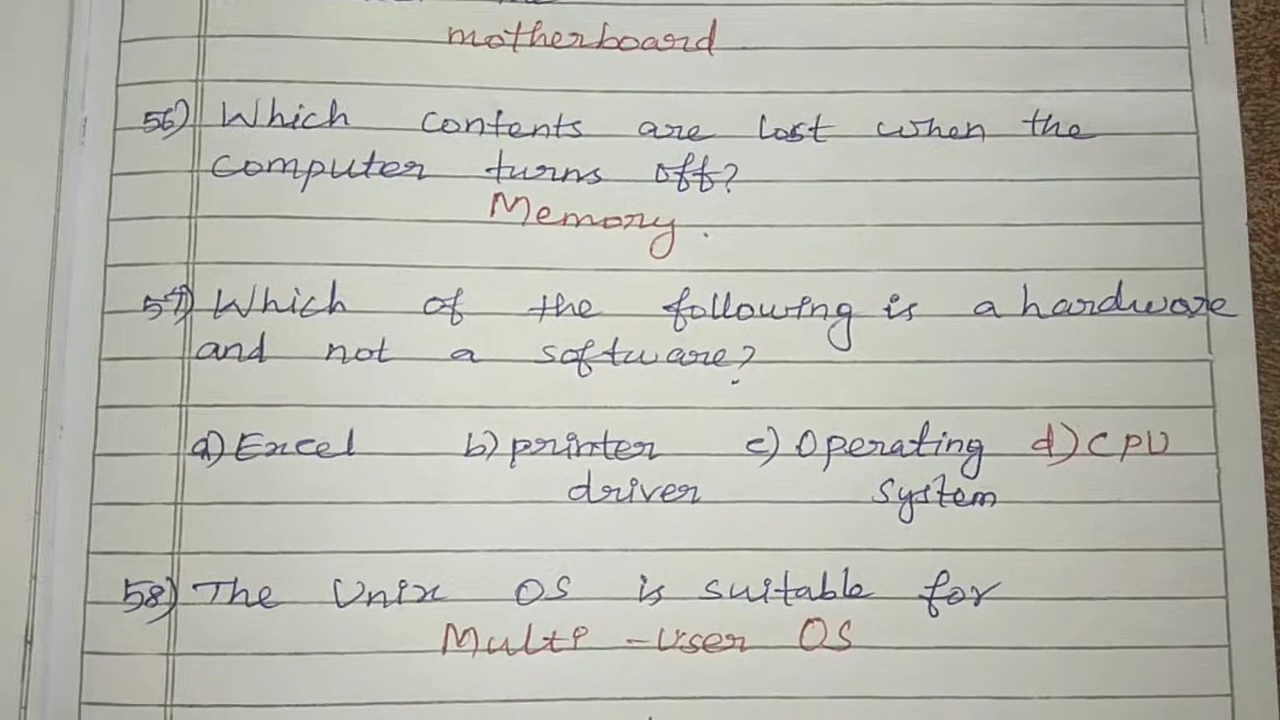 motherboard
56) Which contents are lost when the
computer turns off?
Memory.
57) Which of the following is a hardware
and not a software?
a) Excel b) printer c) Operating d) CPU
driver system
58) The Unix OS is suitable for
Multi-User OS